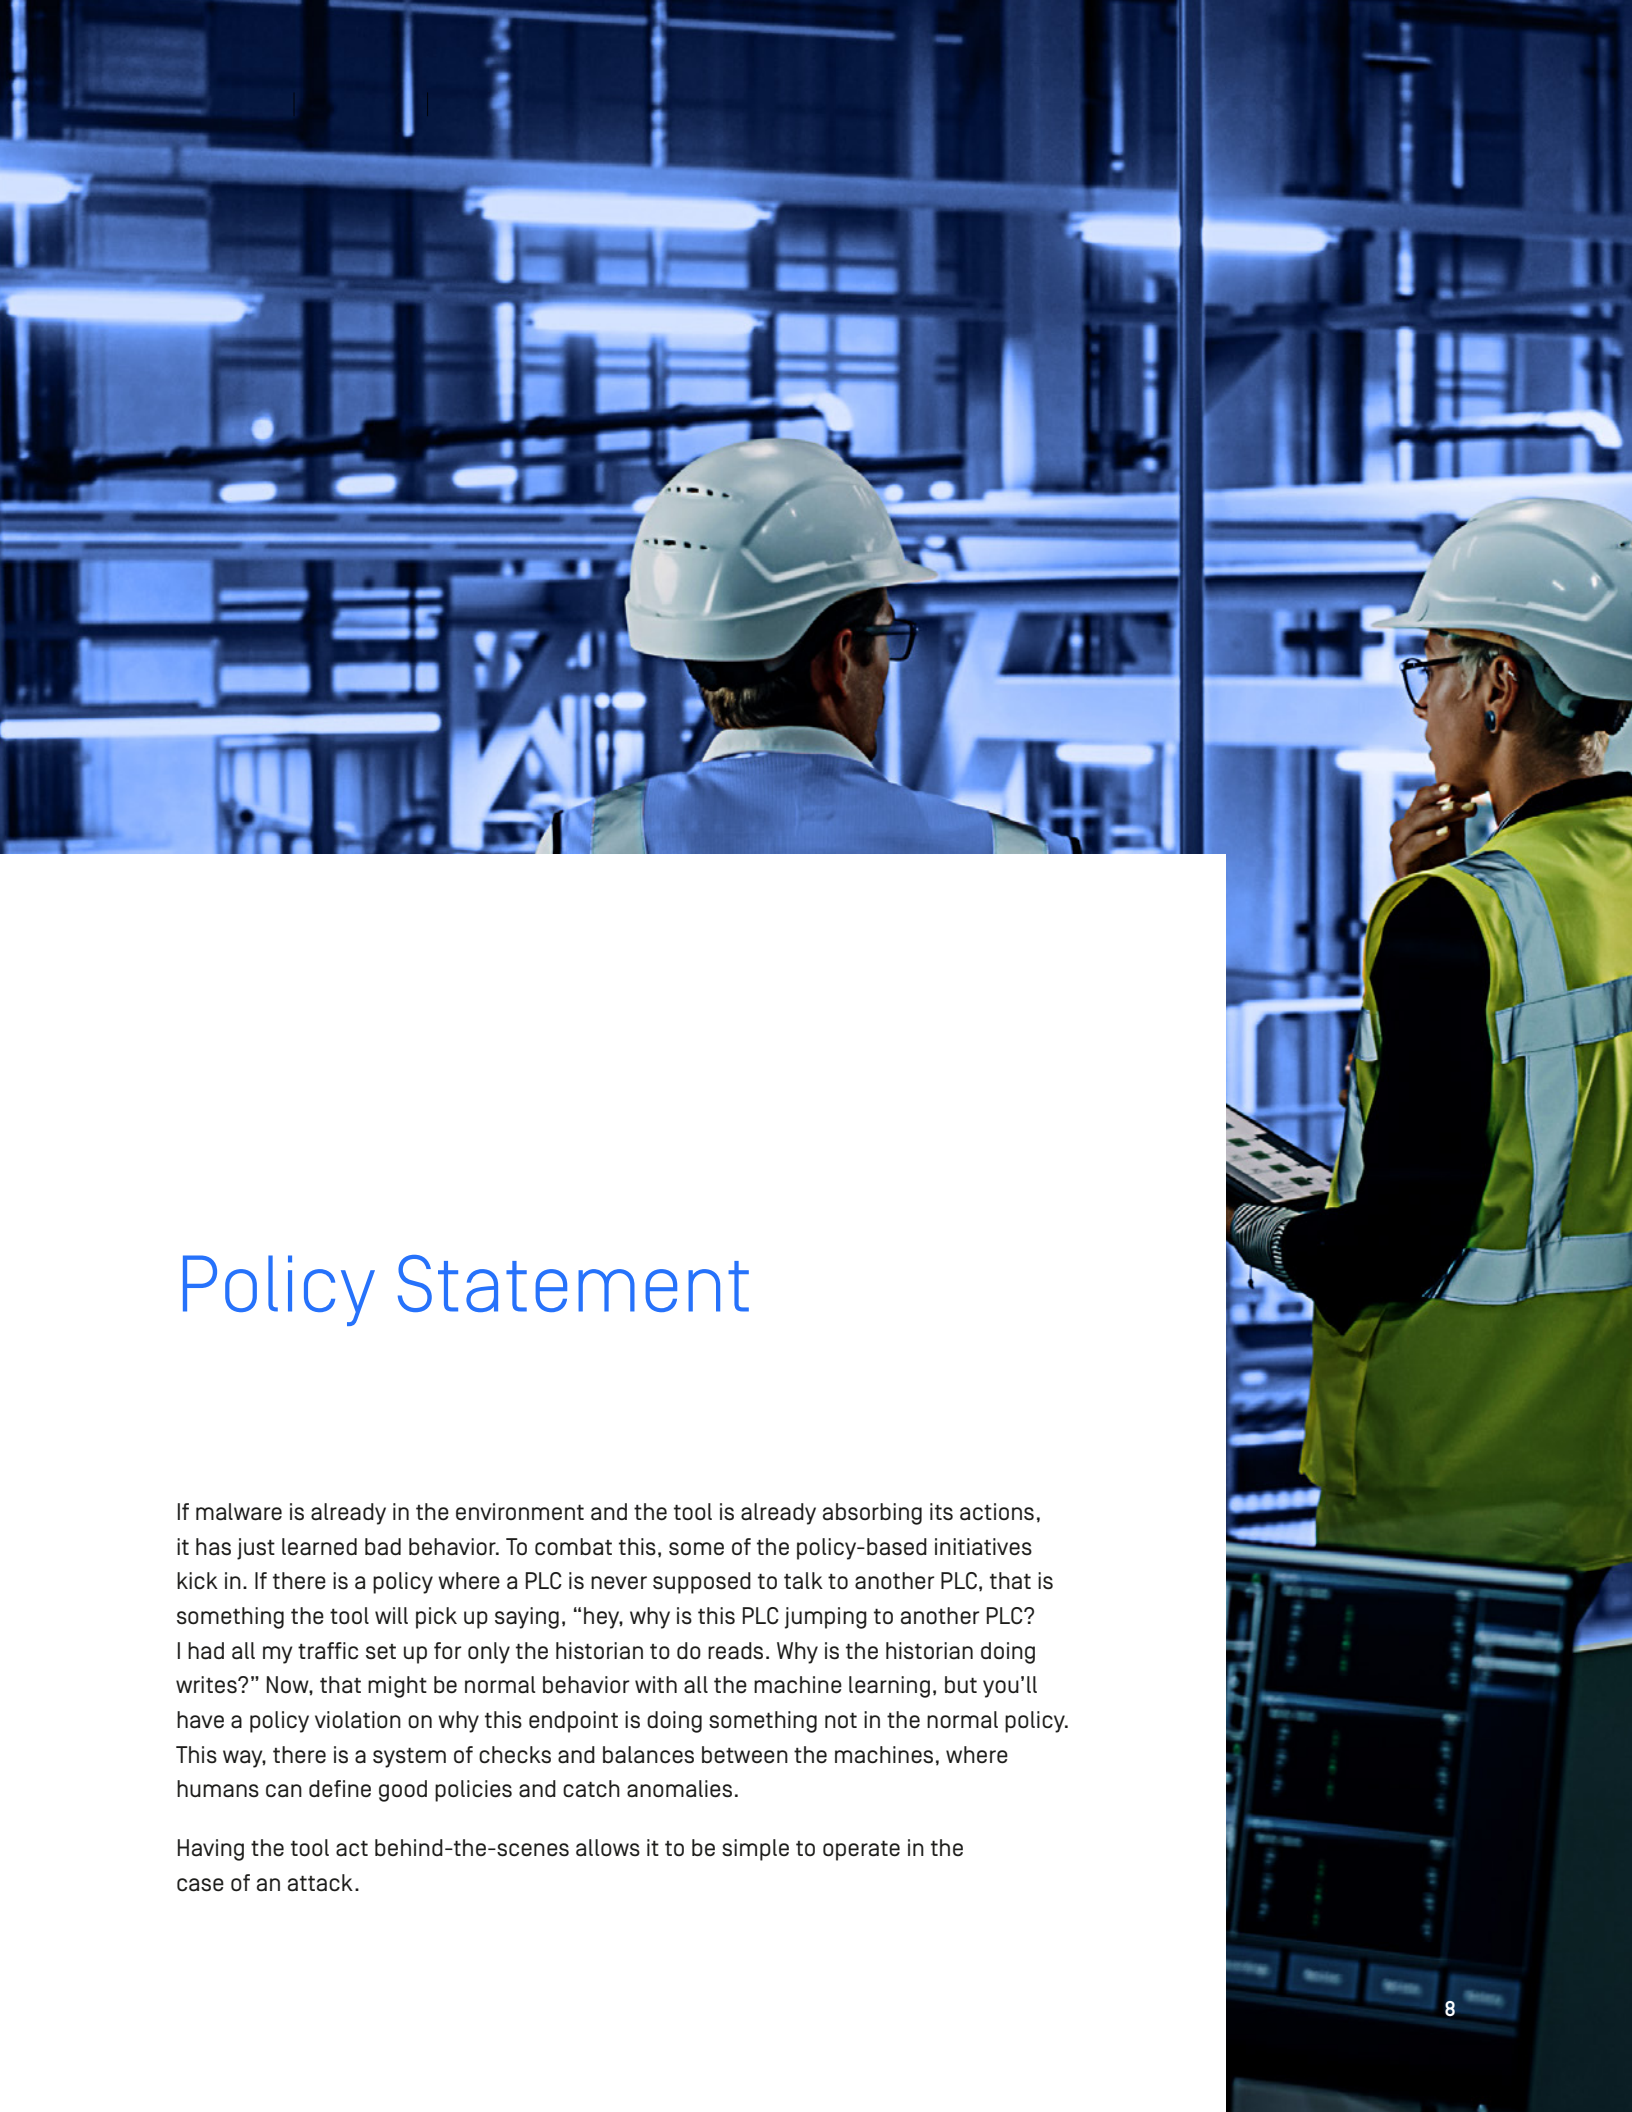 Policy Statement
If malware is already in the environment and the tool is already absorbing its actions,
it has just learned bad behavior. To combat this, some of the policy-based initiatives
kick in. If there is a policy where a PLC is never supposed to talk to another PLC, that is
something the tool will pick up saying, “hey, why is this PLC jumping to another PLC?
I had all my traffic set up for only the historian to do reads. Why is the historian doing
writes?” Now, that might be normal behavior with all the machine learning, but you’ll
have a policy violation on why this endpoint is doing something not in the normal policy.
This way, there is a system of checks and balances between the machines, where
humans can define good policies and catch anomalies.
Having the tool act behind-the-scenes allows it to be simple to operate in the
case of an attack.
8